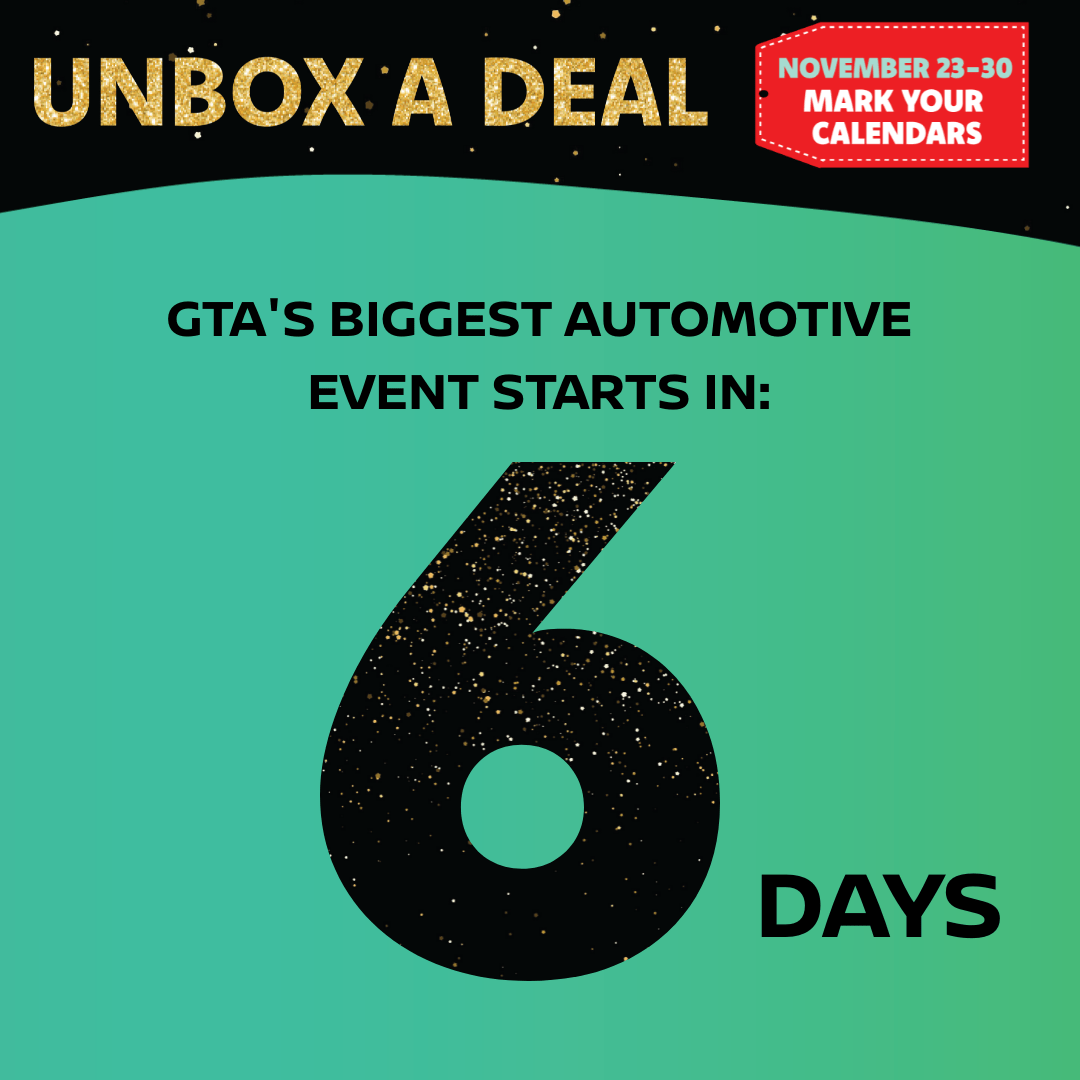 UNBOX A DEAL
NOVEMBER 23-30
MARK YOUR
CALENDARS
GTA'S BIGGEST AUTOMOTIVE
EVENT STARTS IN:
6
DAYS